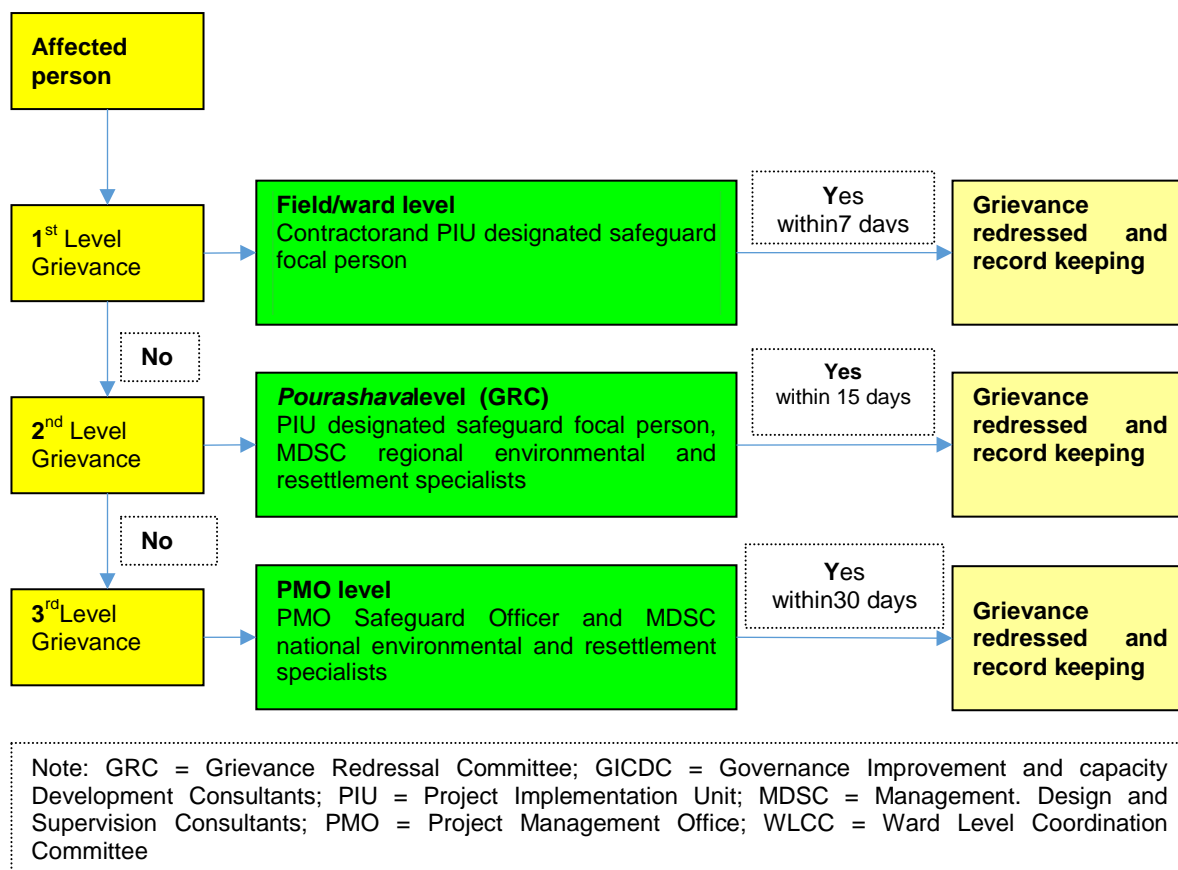 Affected
person
1st Level
Grievance
Field/ward level
Contractorand PIU designated safeguard
focal person
Yes
within7 days
Grievance
redressed and
record keeping
No
2nd Level
Grievance
Pourashavalevel (GRC)
PIU designated safeguard focal person,
MDSC regional environmental and
resettlement specialists
Yes
within 15 days
Grievance
redressed and
record keeping
No
3rdLevel
Grievance
PMO level
PMO Safeguard Officer and MDSC
national environmental and resettlement
specialists
Yes
within30 days
Grievance
redressed and
record keeping
Note: GRC = Grievance Redressal Committee; GICDC = Governance Improvement and capacity
Development Consultants; PIU = Project Implementation Unit; MDSC = Management. Design and
Supervision Consultants; PMO = Project Management Office; WLCC = Ward Level Coordination
Committee